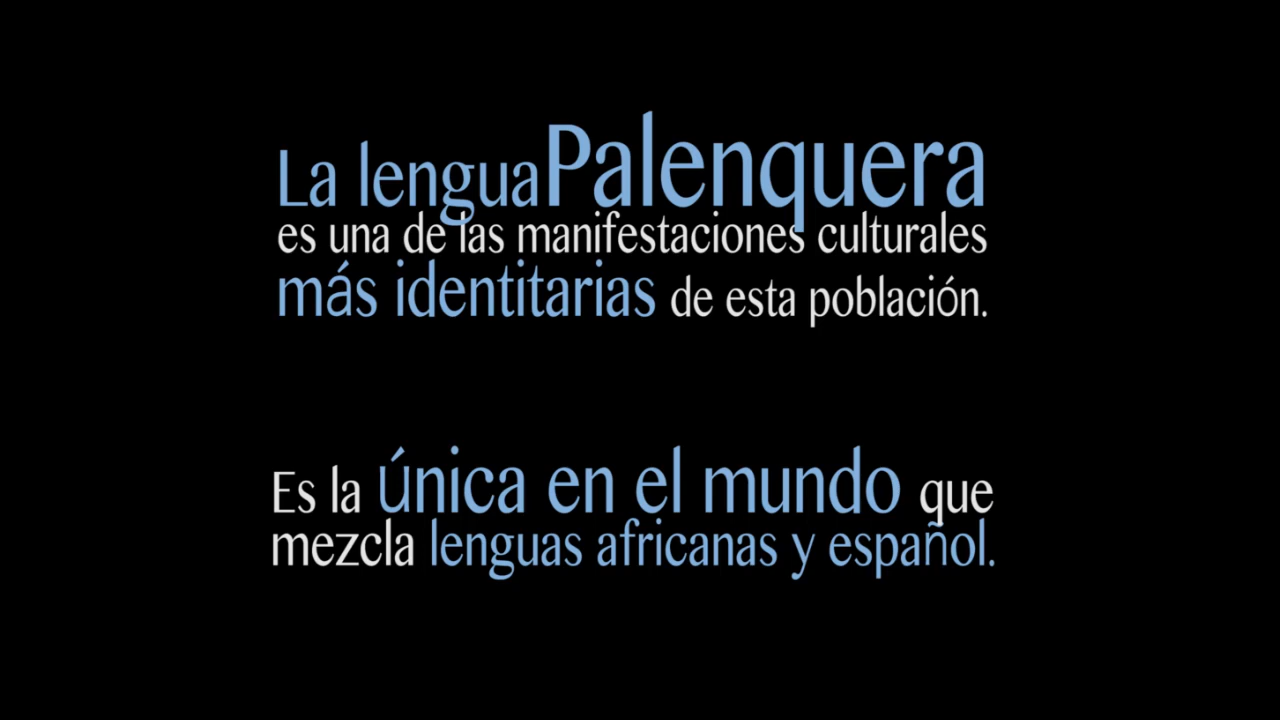 La lengua Palenquera
es una de las manifestaciones culturales
más identitarias de esta población.
Es la única en el mundo que
mezcla lenguas africanas y español.